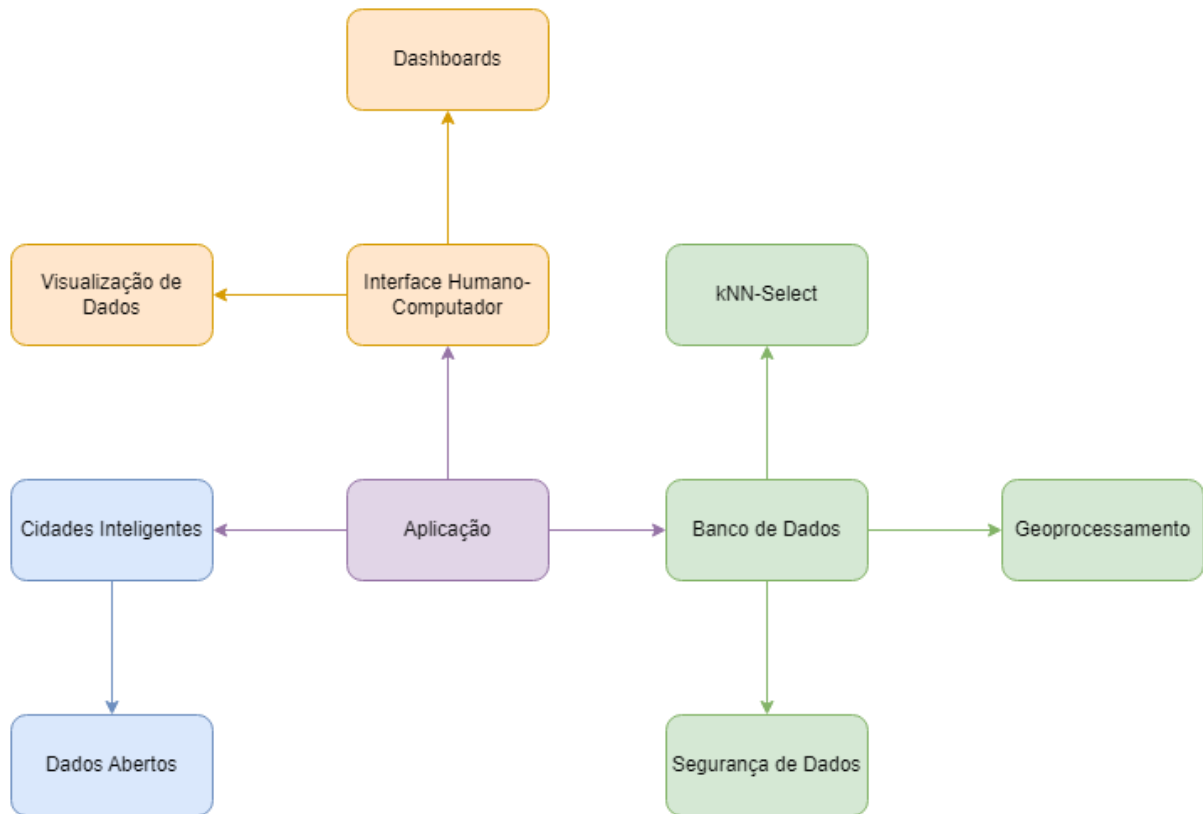 Dashboards
Visualização de
Dados
Interface Humano-
Computador
kNN-Select
Cidades Inteligentes
Aplicação
Banco de Dados
Geoprocessamento
Dados Abertos
Segurança de Dados